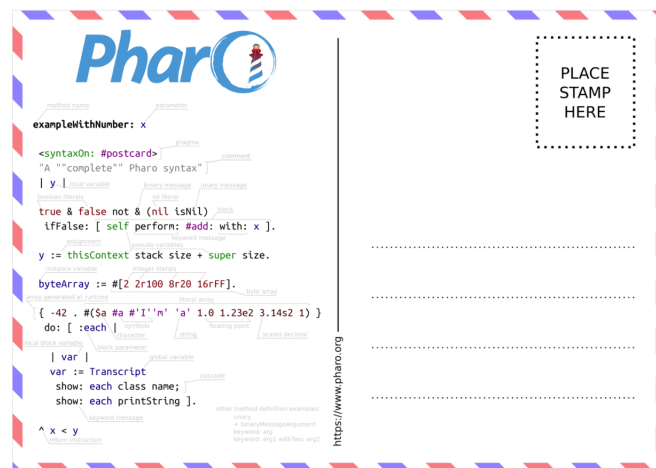 Pharo
PLACE
STAMP
HERE
method name
parameter
exampleWithNumber: x
pragma
<syntaxOn: #postcard>
comment
"A ""complete"" Pharo syntax"
| y |
local variable
binary message
unary message
boolean literals
nil literal
true & false not & (nil isNil)
block
ifFalse: [ self perform: #add: with: x ].
keyword message
assignment
pseudo variables
y := thisContext stack size + super size.
instance variable
integer literals
byteArray := #[2 2r100 8r20 16rFF].
byte array
array generated at runtime
literal array
{ -42 . #($a #a #'I''m' 'a' 1.0 1.23e2 3.14s2 1) }
symbols
floating point
do: [ :each |
character
string
scaled decimal
local block variable
block parameter
| var |
global variable
var := Transcript
cascade
show: each class name;
show: each printString ].
keyword message
^ x < y
return instruction
other method definition examples:
unary
+ binaryMessageArgument
keyword: arg
keyword: arg1 withTwo: arg2
https://www.pharo.org